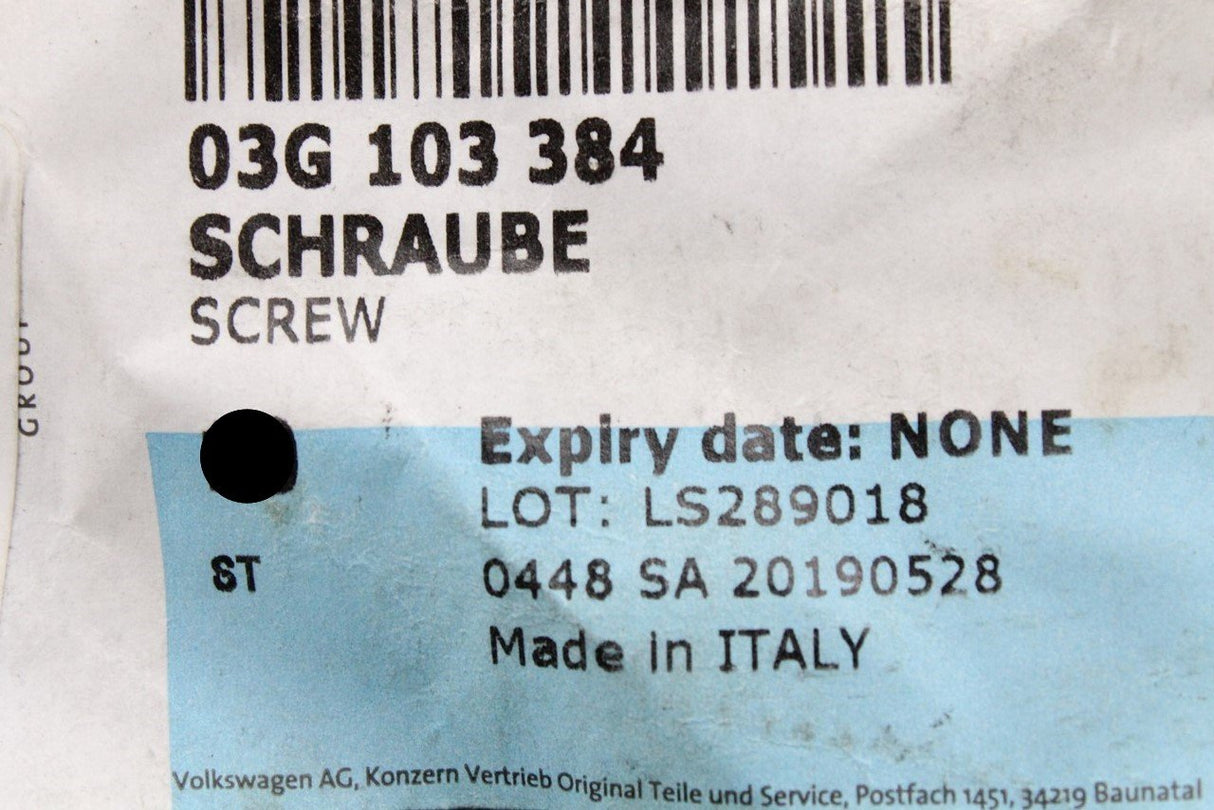 03G 103 384
SCHRAUBE
SCREW
GROUP
Expiry date: NONE
LOT: LS289018
ST
0448 SA 20190528
Made in ITALY
Volkswagen AG, Konzern Vertrieb Original Teile und Service, Postfach 1451, 34219 Baunatal